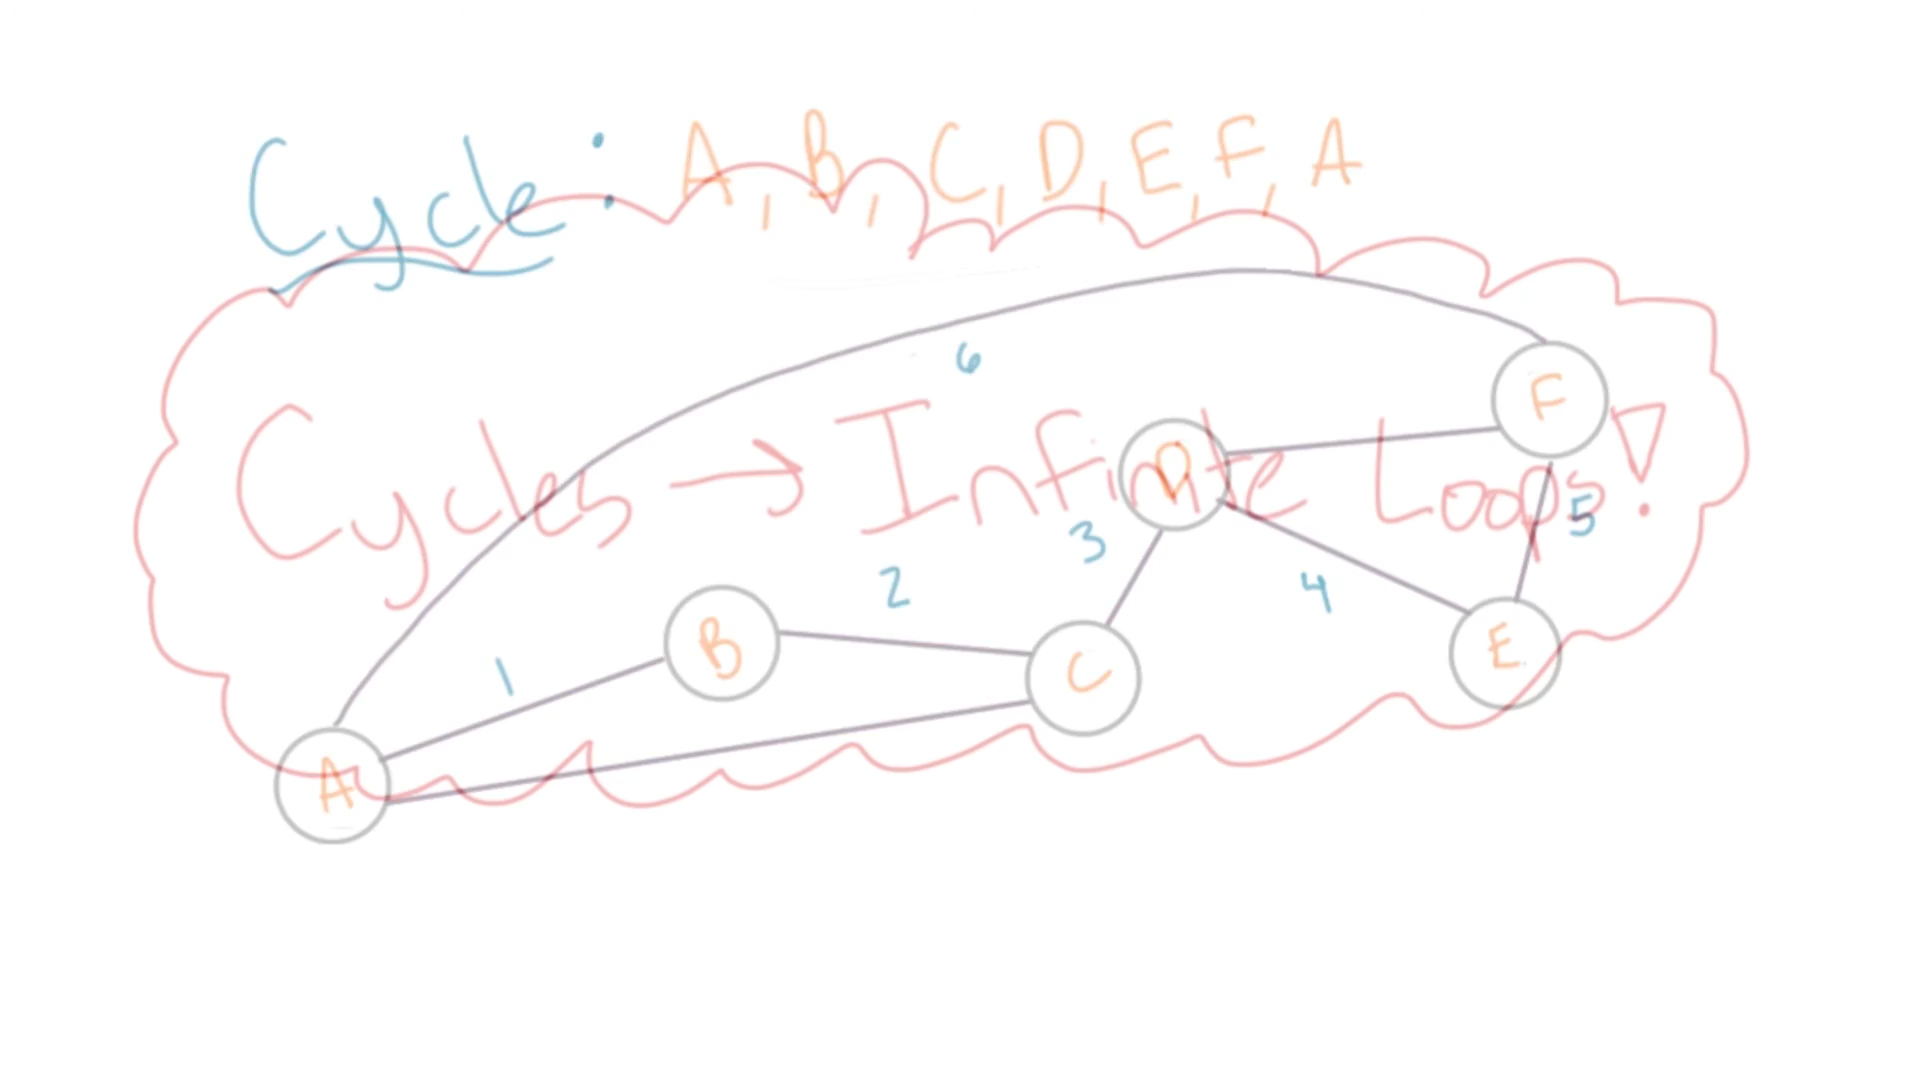 Cycle: A, B, C, D, E, F, A
6
Cycles → Infinite Loops!
1
2
3
4
5
A
B
C
D
E
F